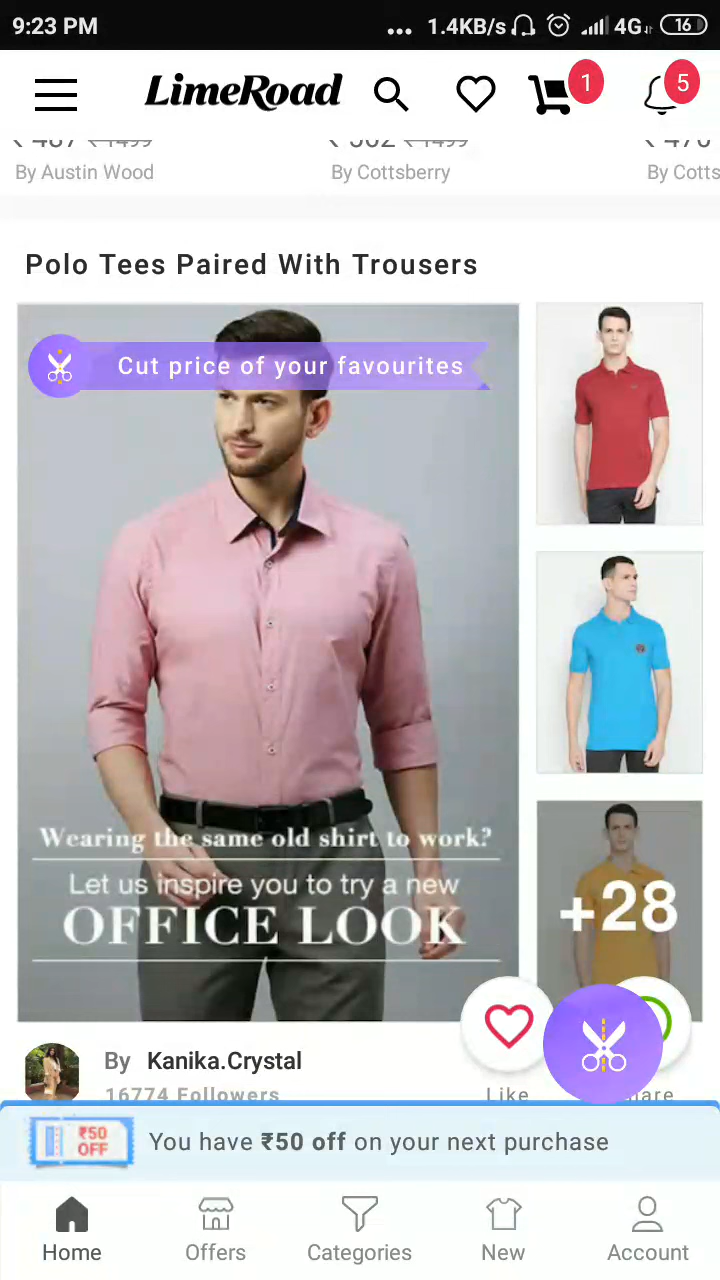 9:23 PM ... 1.4KB/s 4G 16
LimeRoad 1 5
By Austin Wood By Cottsberry By Cotts
Polo Tees Paired With Trousers
Cut price of your favourites
Wearing the same old shirt to work?
Let us inspire you to try a new
OFFICE LOOK
+28
By Kanika.Crystal
16774 Followers
Like
₹50 OFF
You have ₹50 off on your next purchase
Home Offers Categories New Account